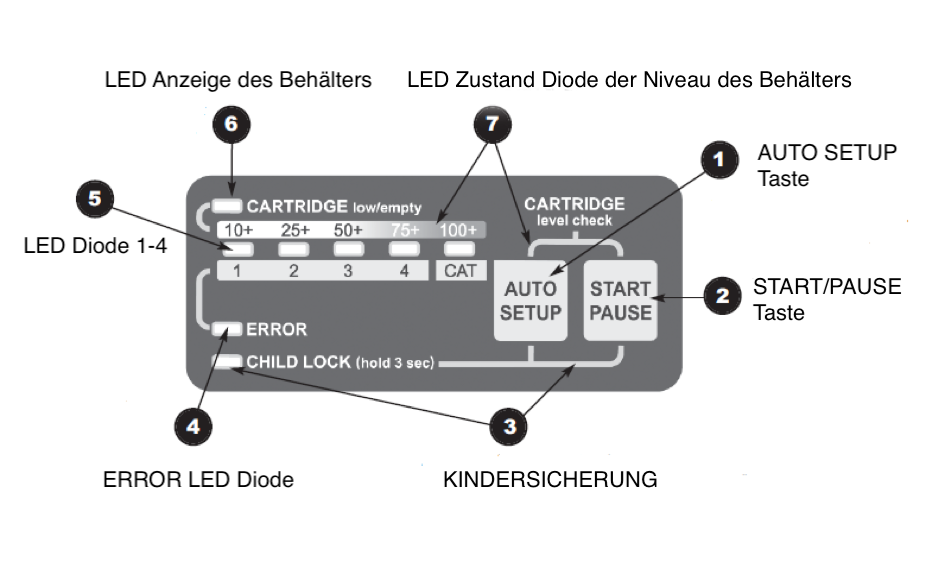 LED Anzeige des Behälters
LED Zustand Diode der Niveau des Behälters
6
7
1
AUTO SETUP
Taste
5
LED Diode 1-4
CARTRIDGE low/empty
10+ 25+ 50+ 75+ 100+
1 2 3 4 CAT
CARTRIDGE
level check
AUTO
SETUP
START
PAUSE
2
START/PAUSE
Taste
ERROR
CHILD LOCK (hold 3 sec)
4
3
ERROR LED Diode
KINDERSICHERUNG